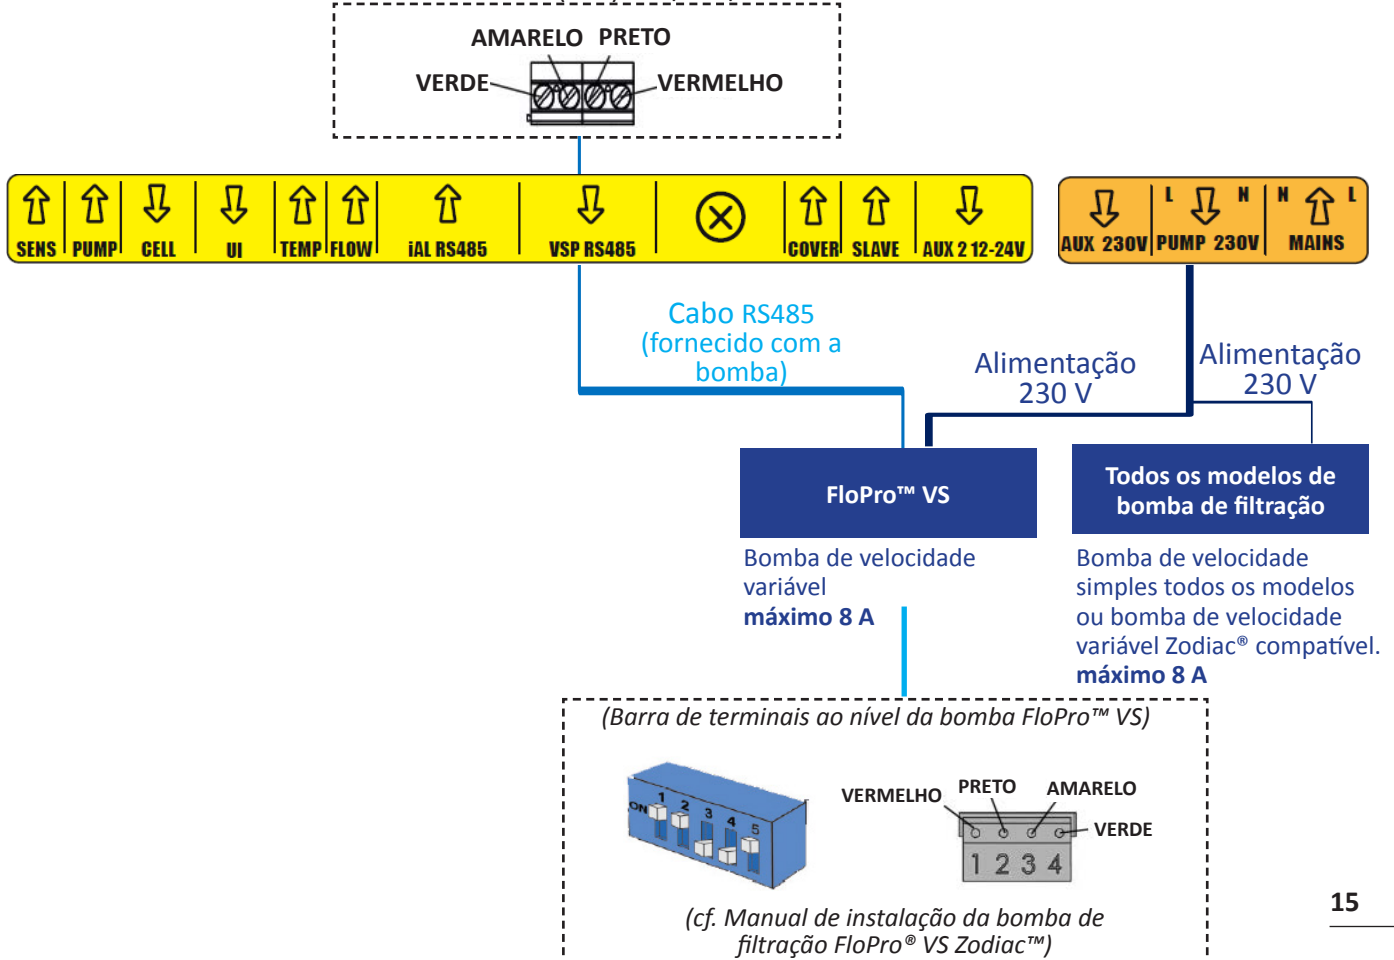 AMARELO PRETO
VERDE
VERMELHO
SENS PUMP CELL UI TEMP FLOW iAL RS485 VSP RS485 COVER SLAVE AUX 2 12-24V
L N N L
AUX 230V PUMP 230V MAINS
Cabo RS485
(fornecido com a
bomba)
Alimentação
230 V
Alimentação
230 V
FloPro™ VS
Todos os modelos de
bomba de filtração
Bomba de velocidade
variável
máximo 8 A
Bomba de velocidade
simples todos os modelos
ou bomba de velocidade
variável Zodiac® compatível.
máximo 8 A
(Barra de terminais ao nível da bomba FloPro™ VS)
ON 1 2 3 4 5
VERMELHO PRETO AMARELO
VERDE
1 2 3 4
(cf. Manual de instalação da bomba de
filtração FloPro® VS Zodiac™)
15